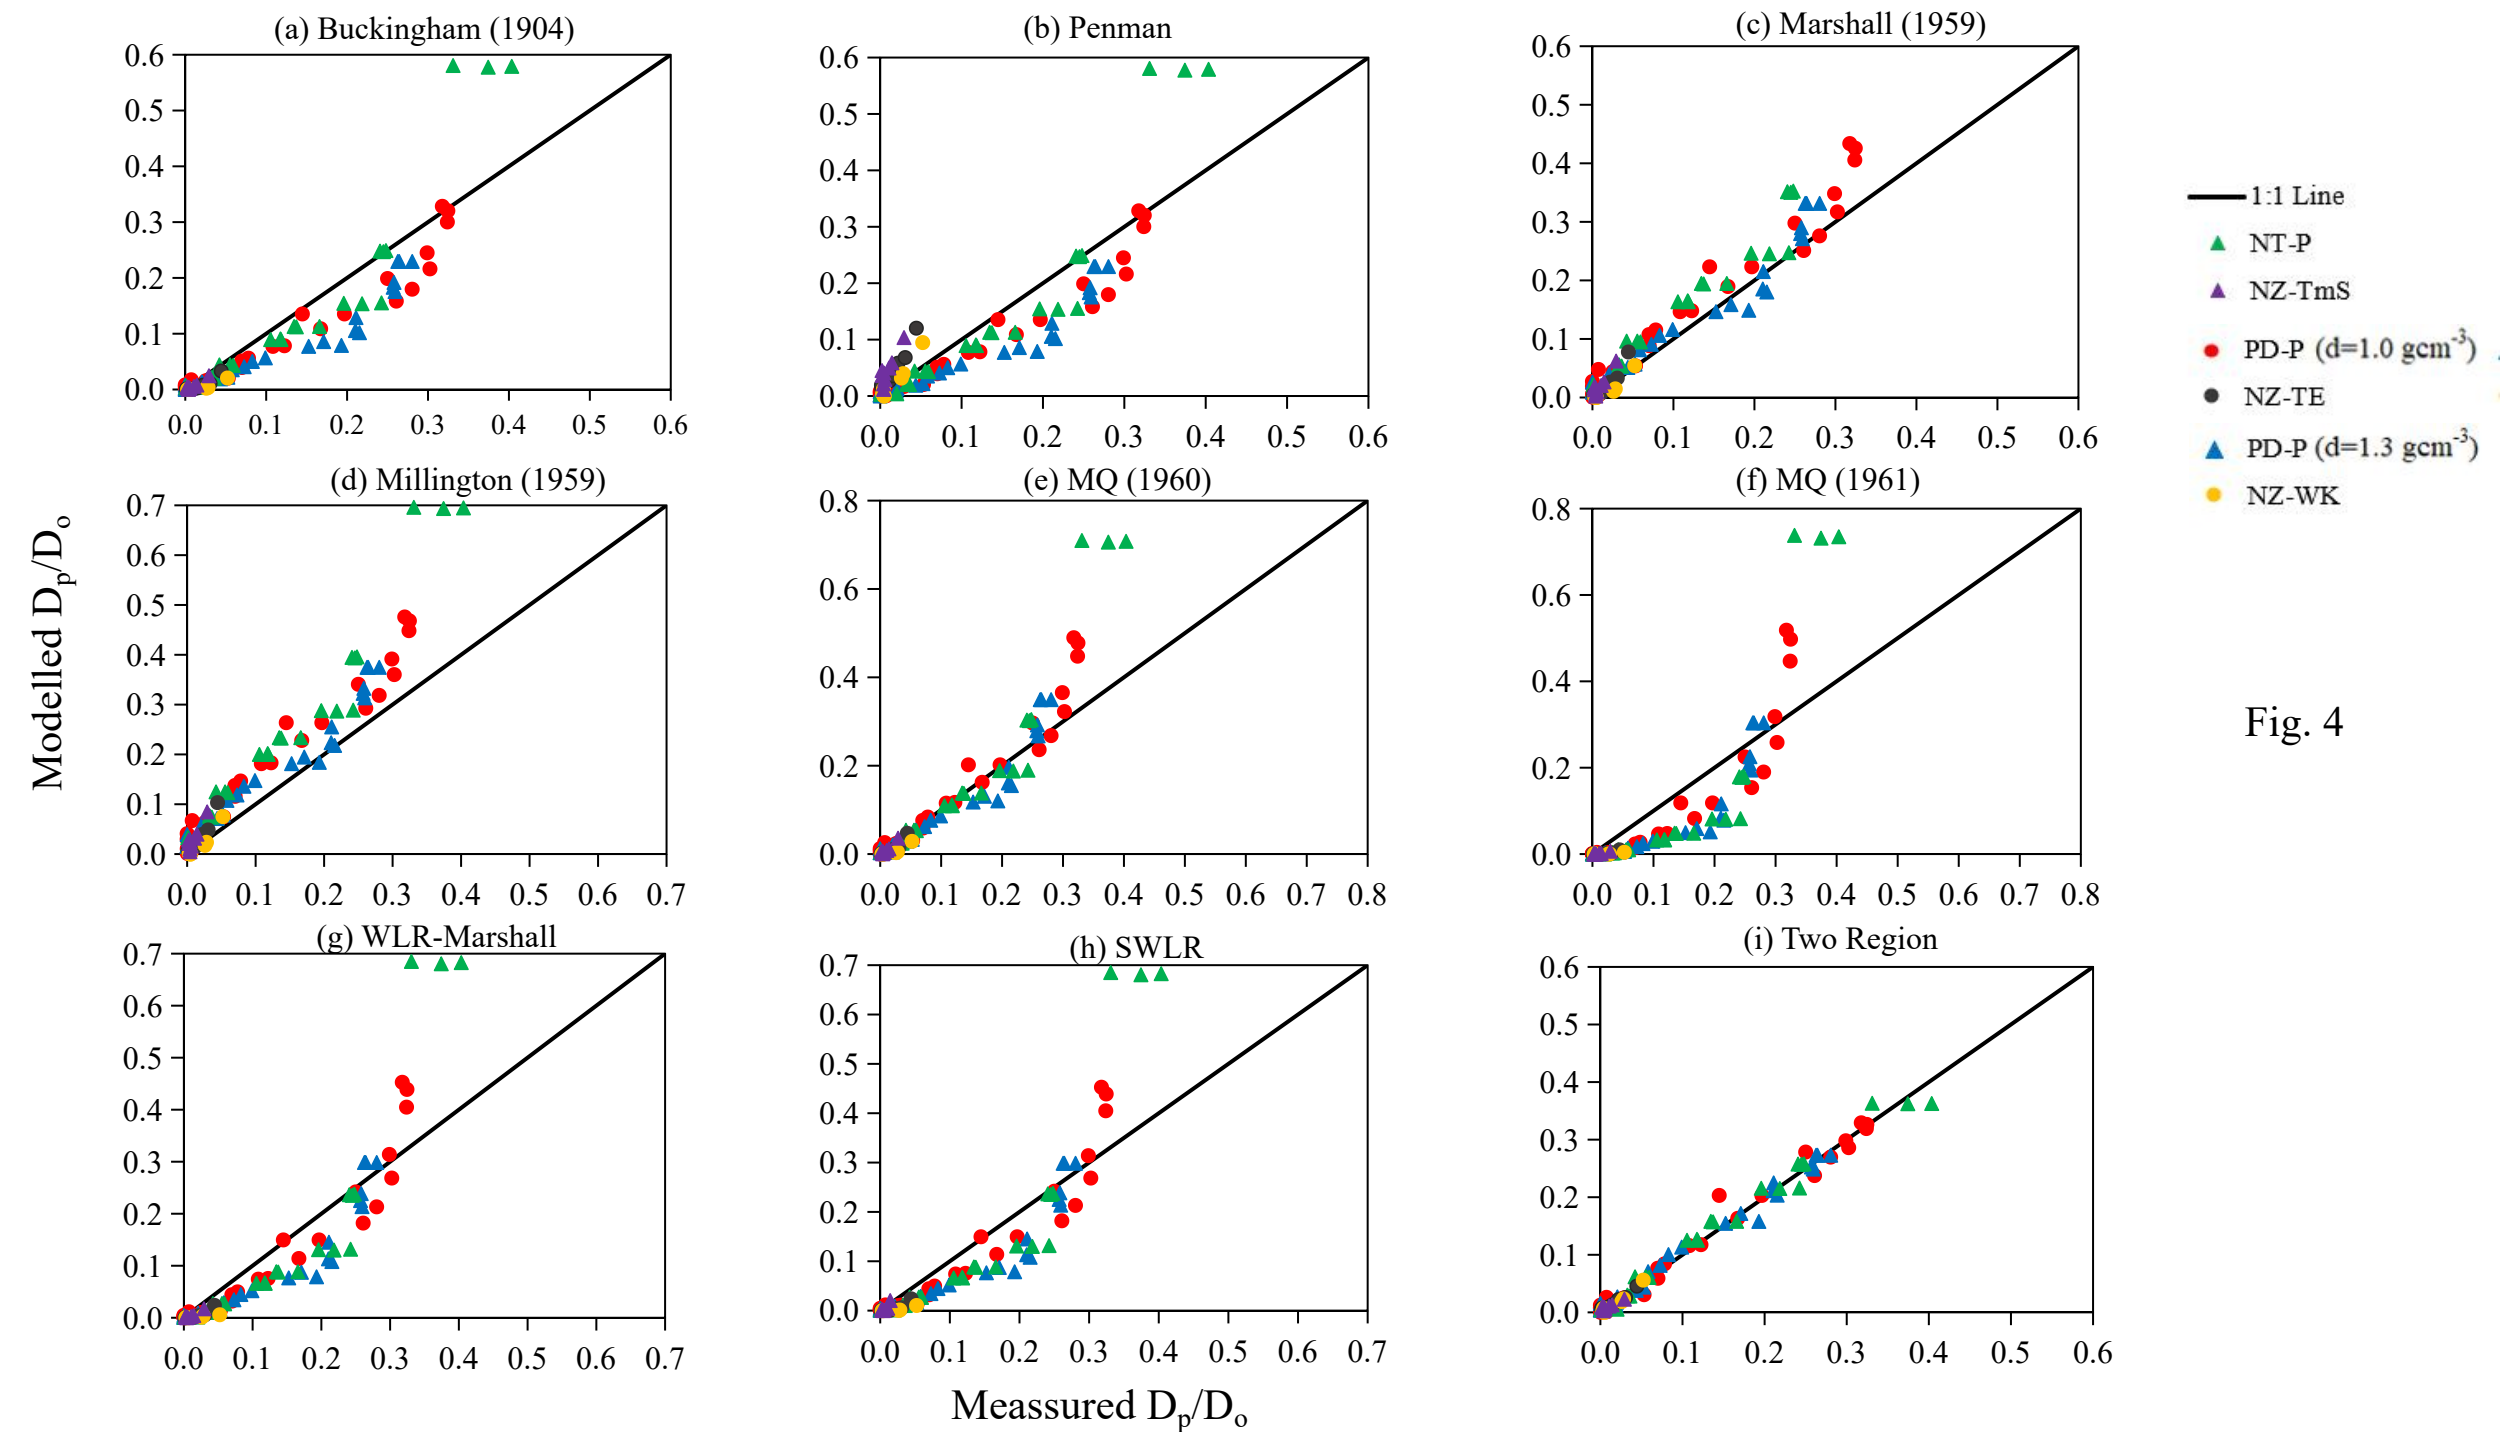 (a) Buckingham (1904)
0.6
0.5
0.4
0.3
0.2
0.1
0.0
0.0 0.1 0.2 0.3 0.4 0.5 0.6
(b) Penman
0.6
0.5
0.4
0.3
0.2
0.1
0.0
0.0 0.1 0.2 0.3 0.4 0.5 0.6
(c) Marshall (1959)
0.6
0.5
0.4
0.3
0.2
0.1
0.0
0.0 0.1 0.2 0.3 0.4 0.5 0.6
1:1 Line
NT-P
NZ-TmS
PD-P (d=1.0 gcm⁻³)
NZ-TE
PD-P (d=1.3 gcm⁻³)
NZ-WK
Modelled Dₚ/Dₒ
(d) Millington (1959)
0.7
0.6
0.5
0.4
0.3
0.2
0.1
0.0
0.0 0.1 0.2 0.3 0.4 0.5 0.6 0.7
(e) MQ (1960)
0.8
0.6
0.4
0.2
0.0
0.0 0.1 0.2 0.3 0.4 0.5 0.6 0.7 0.8
(f) MQ (1961)
0.8
0.6
0.4
0.2
0.0
0.0 0.1 0.2 0.3 0.4 0.5 0.6 0.7 0.8
Fig. 4
(g) WLR-Marshall
0.7
0.6
0.5
0.4
0.3
0.2
0.1
0.0
0.0 0.1 0.2 0.3 0.4 0.5 0.6 0.7
(h) SWLR
0.7
0.6
0.5
0.4
0.3
0.2
0.1
0.0
0.0 0.1 0.2 0.3 0.4 0.5 0.6 0.7
(i) Two Region
0.6
0.5
0.4
0.3
0.2
0.1
0.0
0.0 0.1 0.2 0.3 0.4 0.5 0.6
Meassured Dₚ/Dₒ